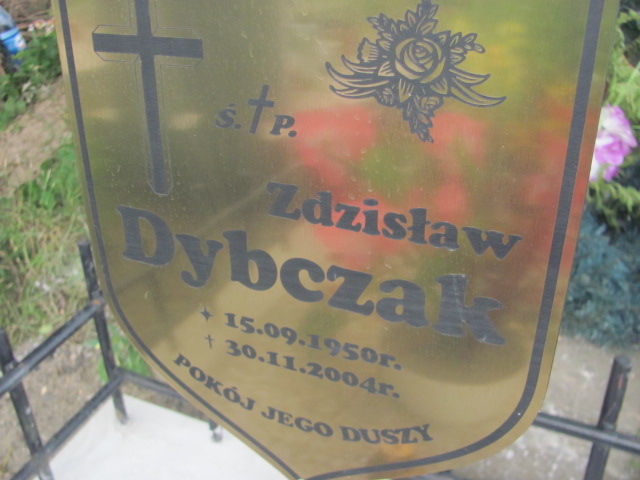 Ś.†P.
Zdzisław
Dybczak
✦ 15.09.1950r.
† 30.11.2004r.
POKÓJ JEGO DUSZY